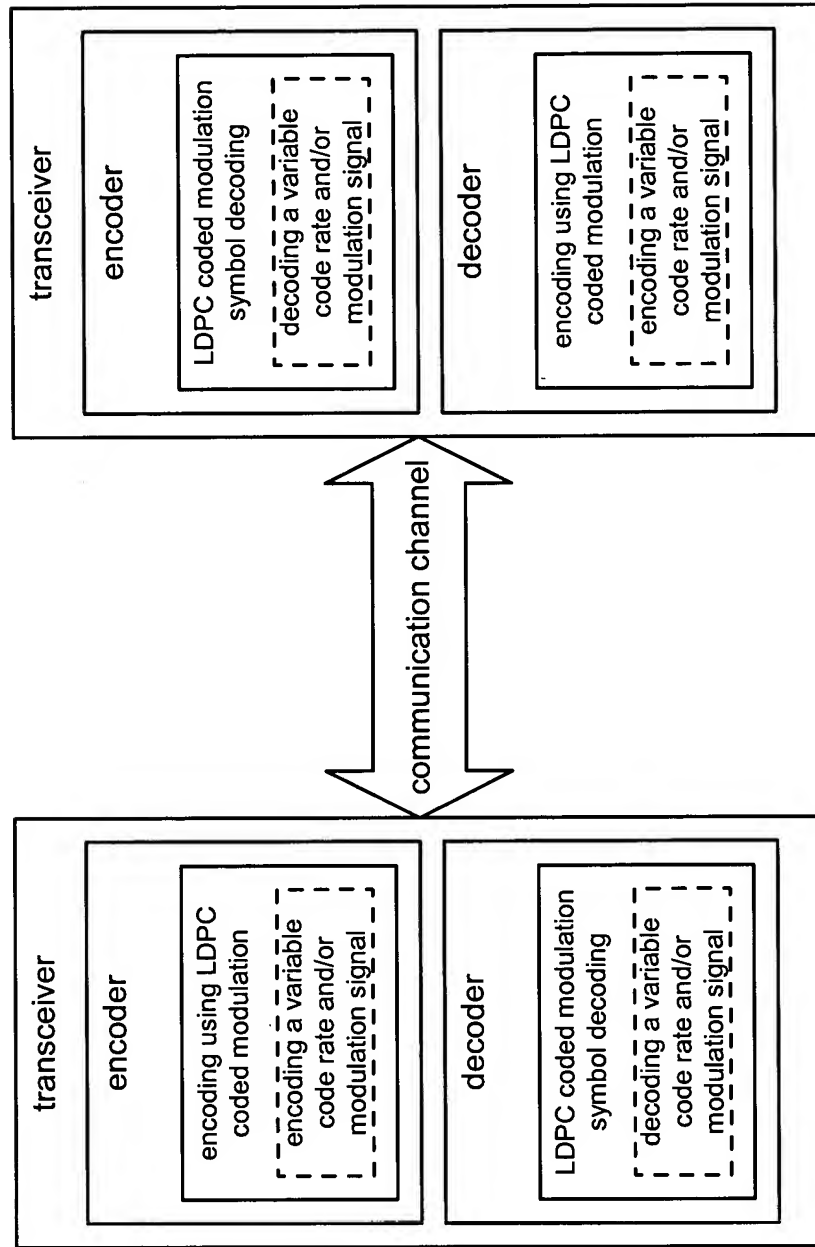 transceiver
encoder
encoding using LDPC
coded modulation
encoding a variable
code rate and/or
modulation signal
decoder
LDPC coded modulation
symbol decoding
decoding a variable
code rate and/or
modulation signal
communication channel
transceiver
encoder
LDPC coded modulation
symbol decoding
decoding a variable
code rate and/or
modulation signal
decoder
encoding using LDPC
coded modulation
encoding a variable
code rate and/or
modulation signal